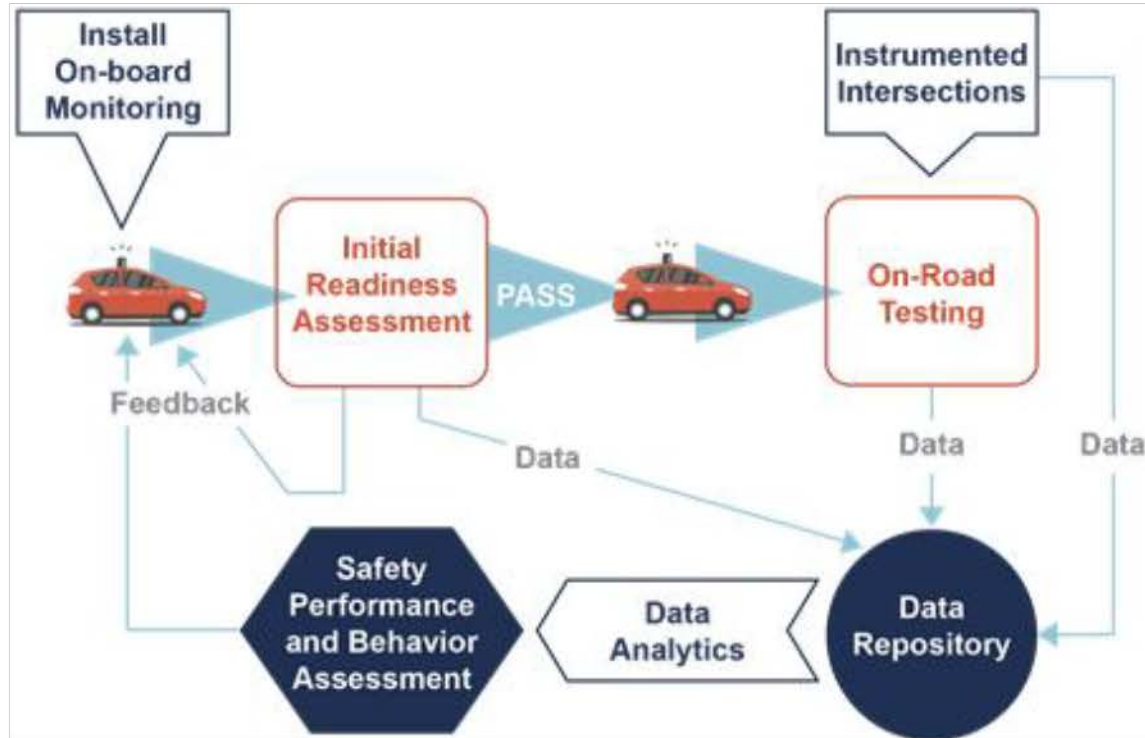 Install
On-board
Monitoring
Instrumented
Intersections
Initial
Readiness
Assessment
PASS
On-Road
Testing
Feedback
Data
Data
Data
Safety
Performance
and Behavior
Assessment
Data
Analytics
Data
Repository